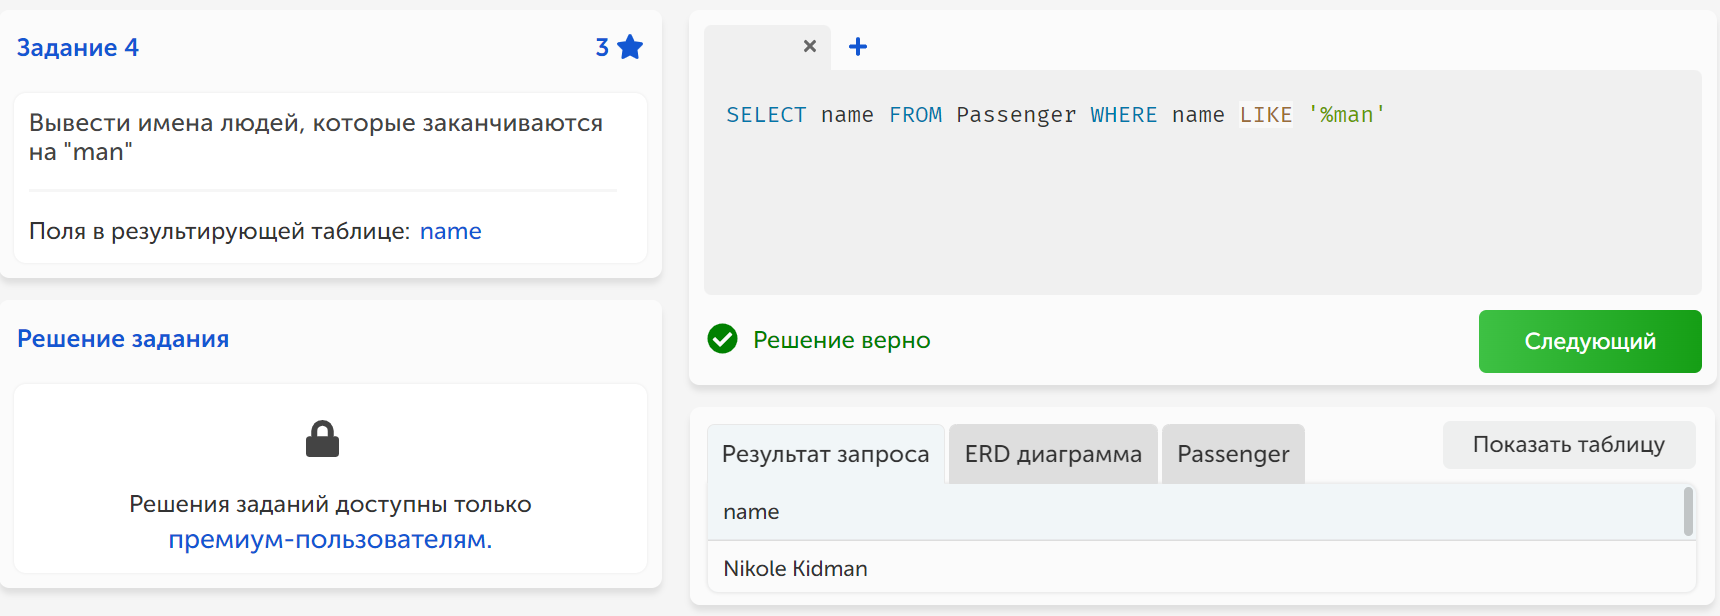 Задание 4
3
Вывести имена людей, которые заканчиваются
на "man"
Поля в результирующей таблице: name
Решение задания
Решения заданий доступны только
премиум-пользователям.
SELECT name FROM Passenger WHERE name LIKE '%man'
Решение верно
Следующий
Результат запроса
ERD диаграмма
Passenger
Показать таблицу
name
Nikole Kidman